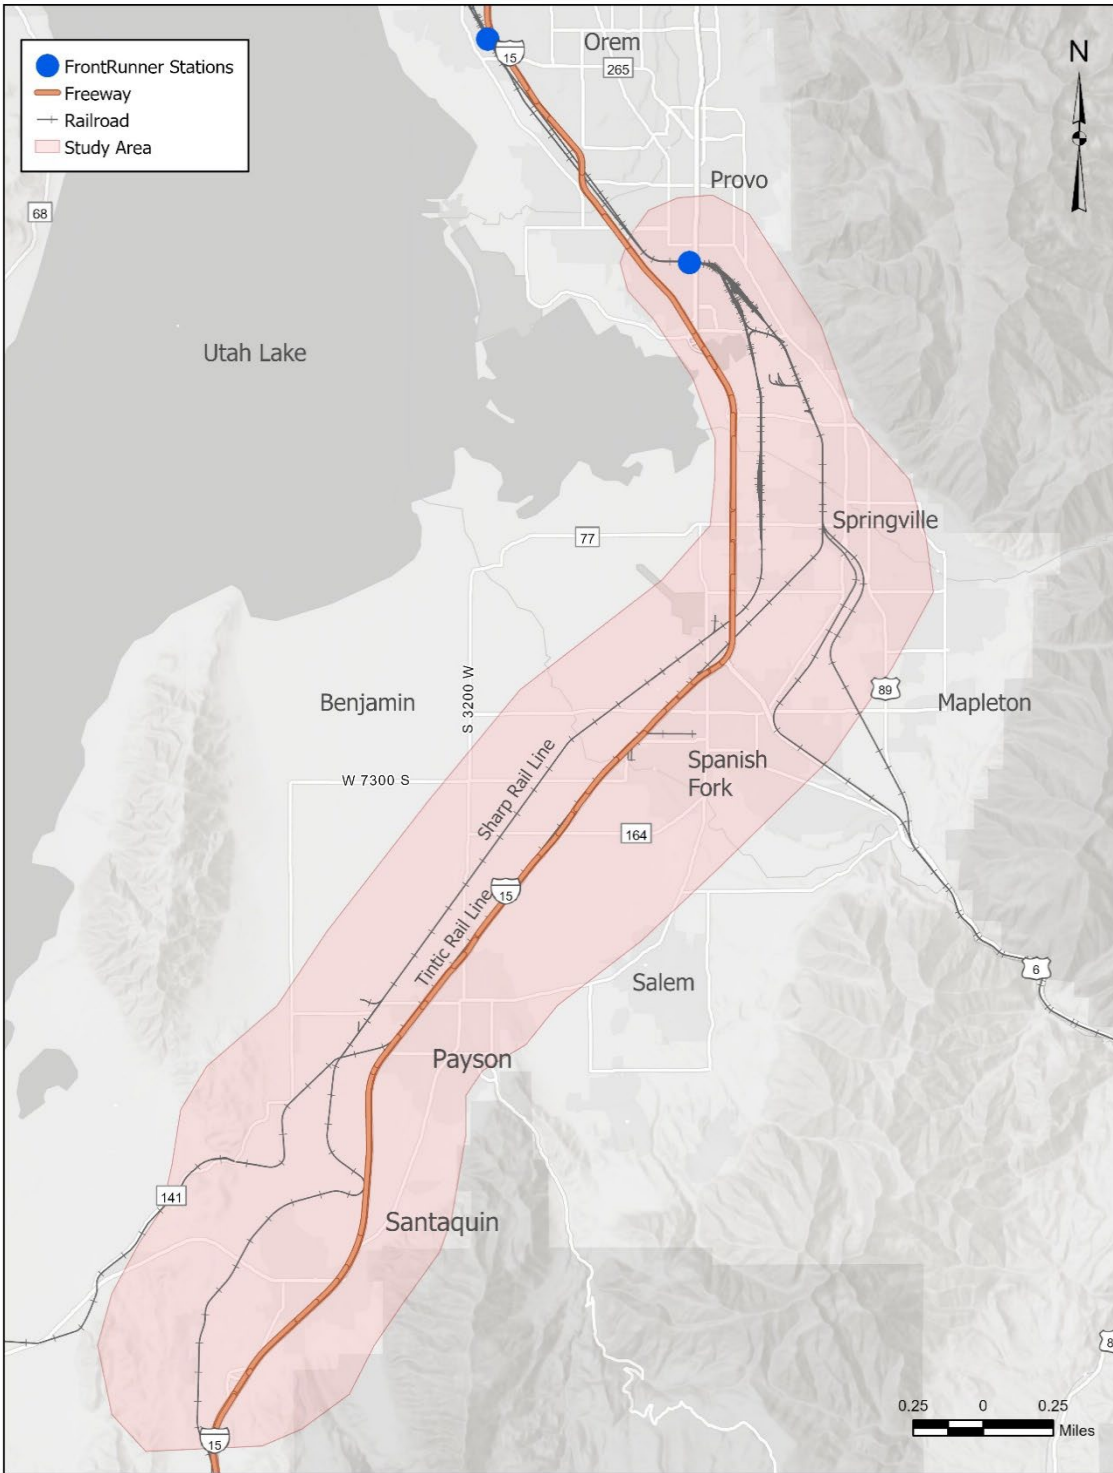 FrontRunner Stations
Freeway
Railroad
Study Area
N
15
Orem
265
Provo
68
Utah Lake
77
Springville
Benjamin
S 3200 W
89
Mapleton
W 7300 S
Sharp Rail Line
Spanish
Fork
164
15
Tintic Rail Line
Salem
6
Payson
141
Santaquin
8
15
0.25 0 0.25
Miles